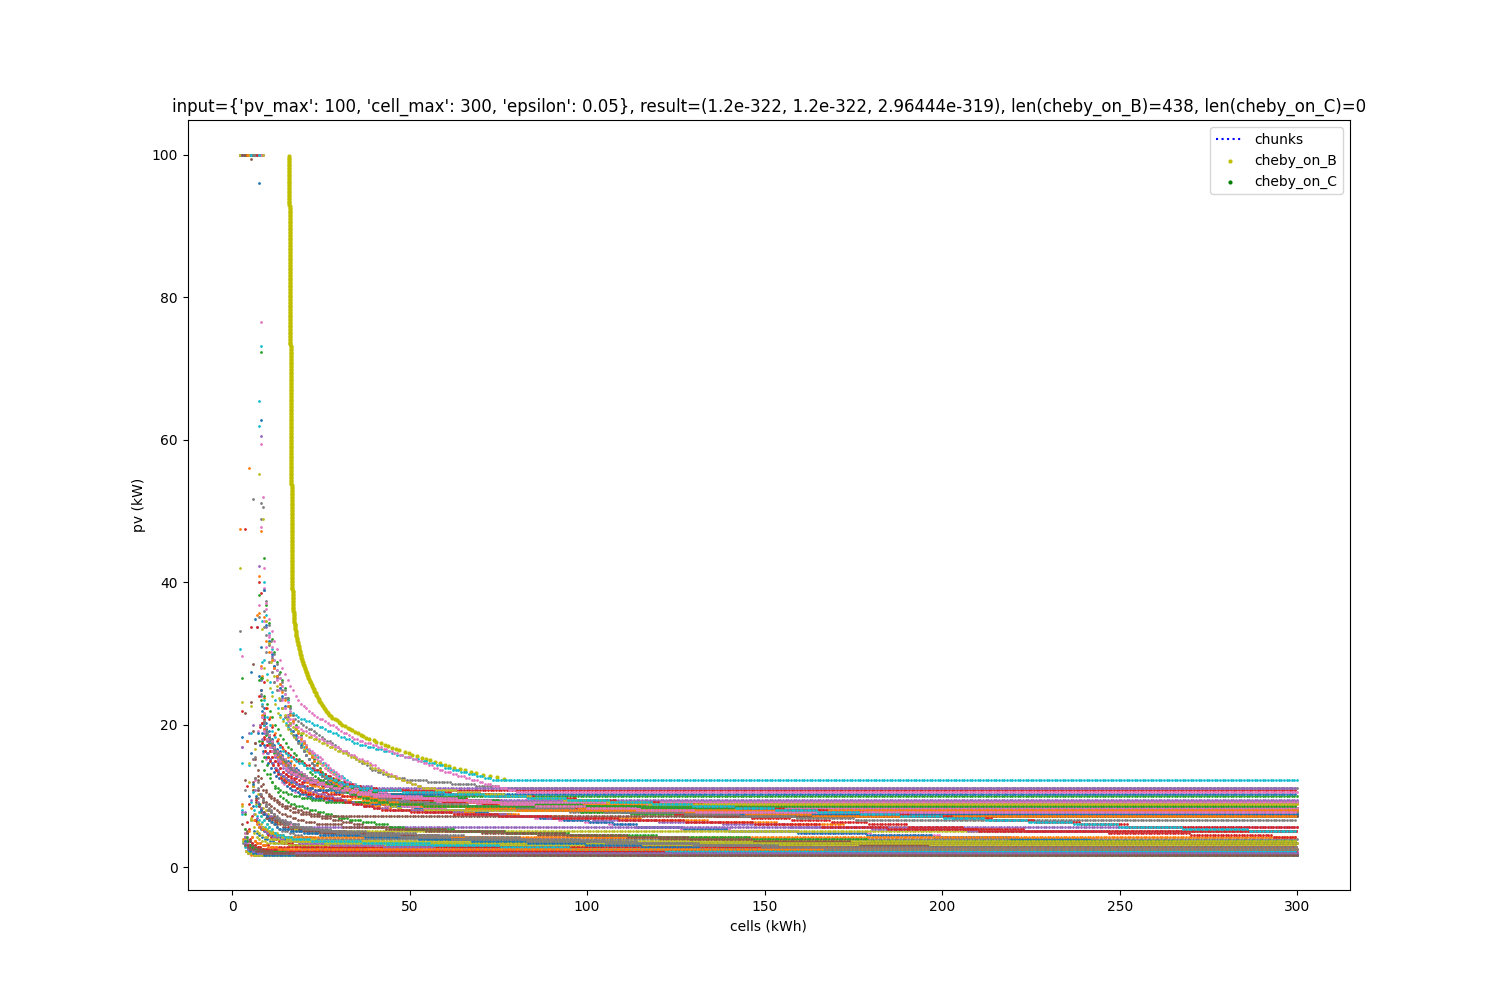 input={'pv_max': 100, 'cell_max': 300, 'epsilon': 0.05}, result=(1.2e-322, 1.2e-322, 2.96444e-319), len(cheby_on_B)=438, len(cheby_on_C)=0
chunks
cheby_on_B
cheby_on_C
100
80
60
40
20
0
pv (kW)
0 50 100 150 200 250 300
cells (kWh)